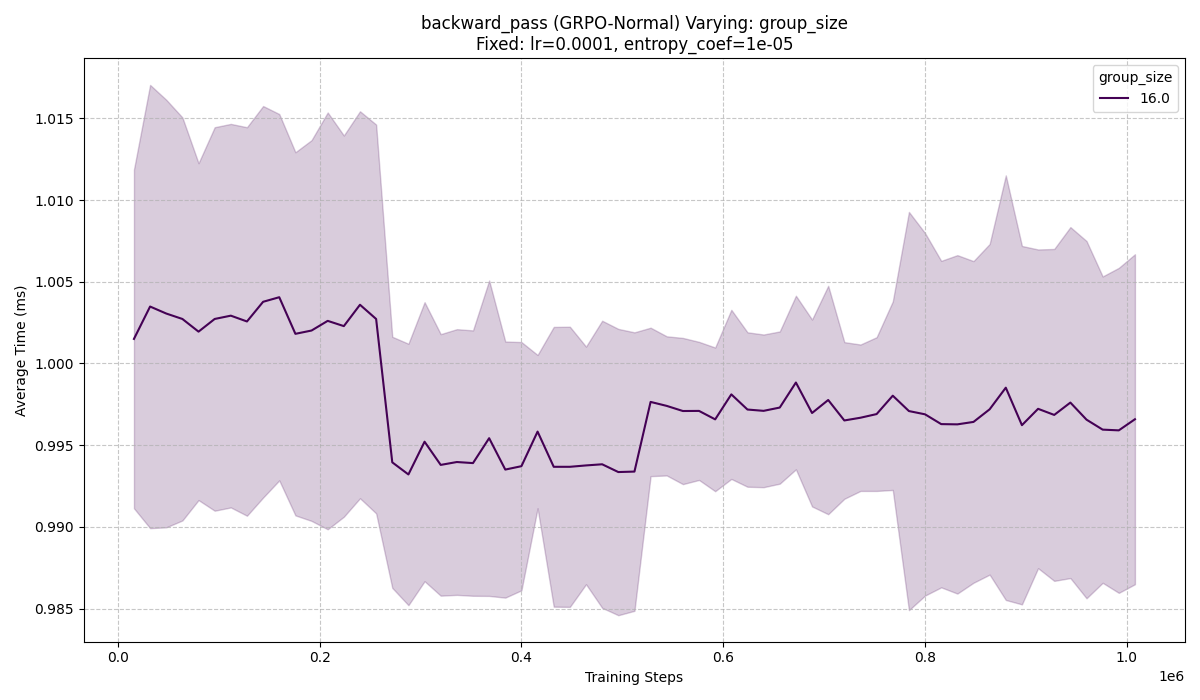 backward_pass (GRPO-Normal) Varying: group_size
Fixed: lr=0.0001, entropy_coef=1e-05
group_size
16.0
Average Time (ms)
1.015
1.010
1.005
1.000
0.995
0.990
0.985
0.0
0.2
0.4
0.6
0.8
1.0
1e6
Training Steps